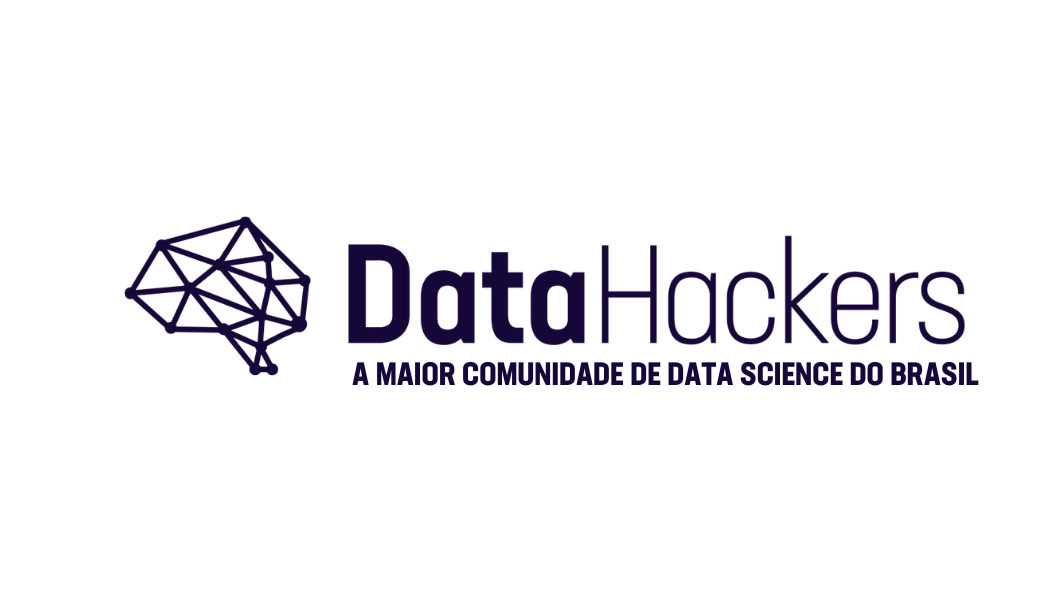 DataHackers
A MAIOR COMUNIDADE DE DATA SCIENCE DO BRASIL